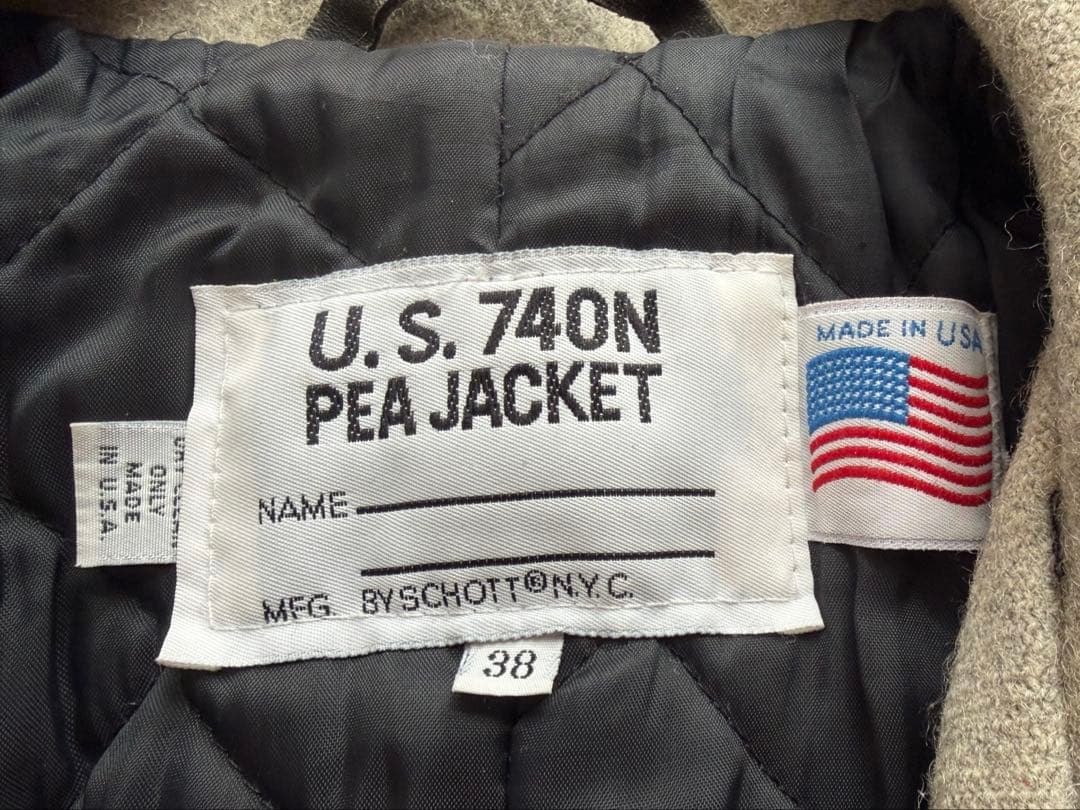 U.S. 740N
PEA JACKET
NAME
MFG. BY SCHOTT® N.Y.C.
38
MADE IN USA
ONLY
MADE
IN U.S.A.